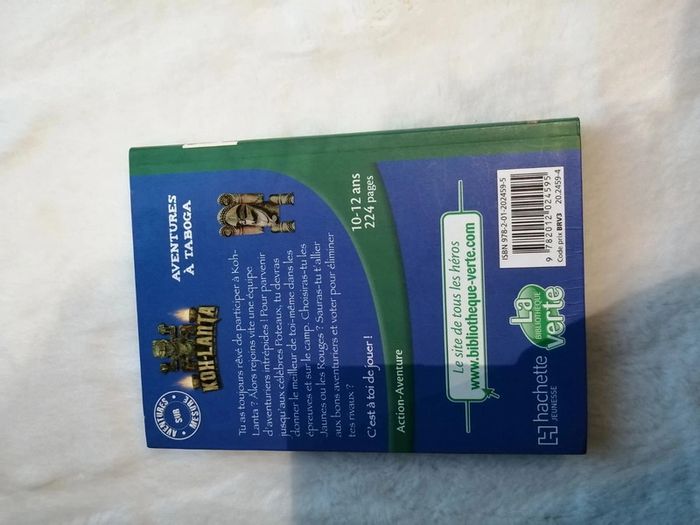 AVENTURES
SUR
MESURE
KOH-LANTA
AVENTURES
À TABOGA
Tu as toujours rêvé de participer à Koh-
Lanta ? Alors rejoins vite une équipe
d'aventuriers intrépides ! Pour parvenir
jusqu'aux célèbres Poteaux, tu devras
donner le meilleur de toi-même dans les
épreuves et sur le camp. Choisiras-tu les
Jaunes ou les Rouges ? Sauras-tu t'allier
aux bons aventuriers et voter pour éliminer
tes rivaux ?
C'est à toi de jouer !
10-12 ans
224 pages
Action-Aventure
Le site de tous les héros
www.bibliotheque-verte.com
hachette
JEUNESSE
La
BIBLIOTHÈQUE
verte
ISBN 978-2-01-202459-5
9 782012 024595
Code prix BRV3 20.2459-4